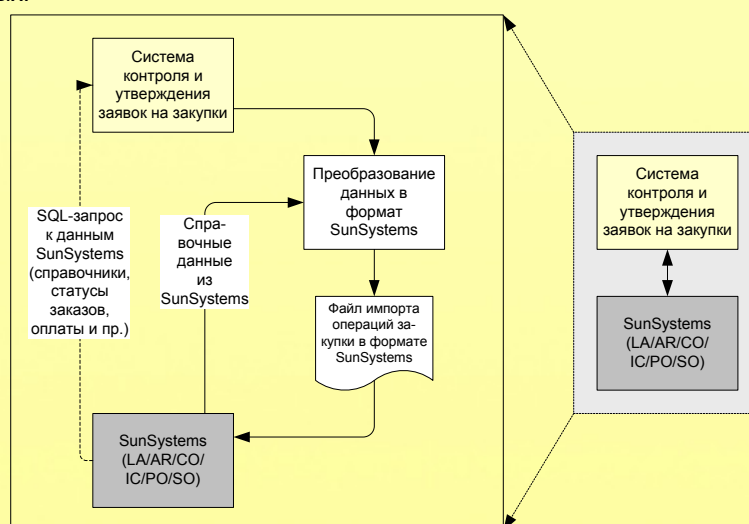 Система
контроля и
утверждения
заявок на закупки
Преобразование
данных в
формат
SunSystems
SQL-запрос
к данным
SunSystems
(справочники,
статусы
заказов,
оплаты и пр.)
Спра-
вочные
данные
из
SunSystems
Файл импорта
операций за-
купки в формате
SunSystems
SunSystems
(LA/AR/CO/
IC/PO/SO)
Система
контроля и
утверждения
заявок на закупки
SunSystems
(LA/AR/CO/
IC/PO/SO)